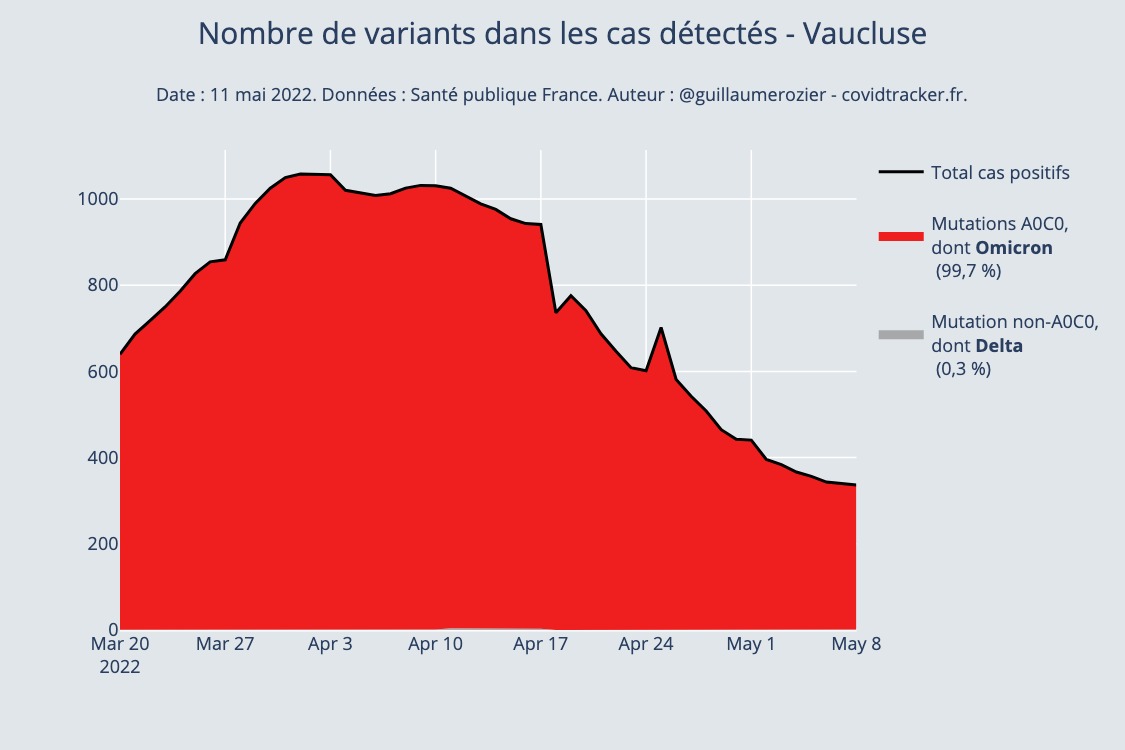 Nombre de variants dans les cas détectés - Vaucluse
Date : 11 mai 2022. Données : Santé publique France. Auteur : @guillaumerozier - covidtracker.fr.
Total cas positifs
Mutations A0C0,
dont Omicron
(99,7 %)
Mutation non-A0C0,
dont Delta
(0,3 %)
1000
800
600
400
200
0
Mar 20 Mar 27 Apr 3 Apr 10 Apr 17 Apr 24 May 1 May 8
2022